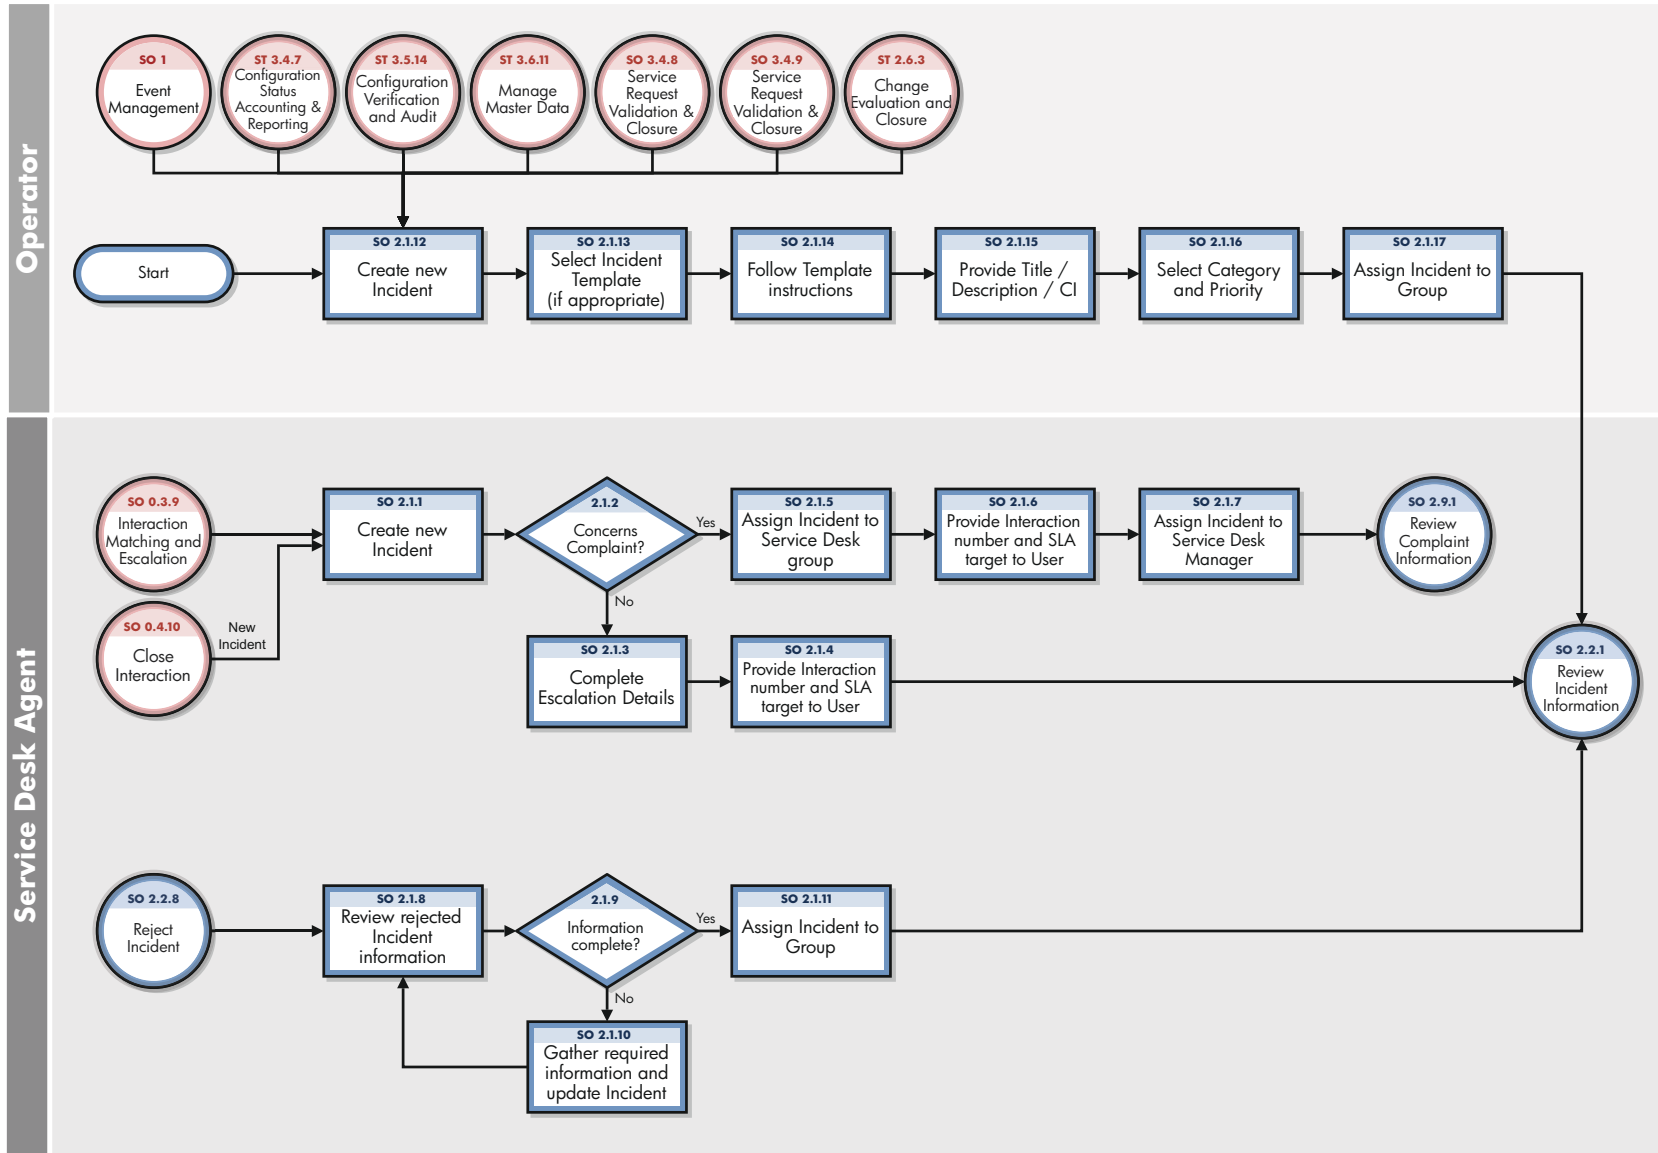 Operator
SO 1
Event
Management
ST 3.4.7
Configuration
Status
Accounting &
Reporting
ST 3.5.14
Configuration
Verification
and Audit
ST 3.6.11
Manage
Master Data
SO 3.4.8
Service
Request
Validation &
Closure
SO 3.4.9
Service
Request
Validation &
Closure
ST 2.6.3
Change
Evaluation and
Closure
Start
SO 2.1.12
Create new
Incident
SO 2.1.13
Select Incident
Template
(if appropriate)
SO 2.1.14
Follow Template
instructions
SO 2.1.15
Provide Title /
Description / CI
SO 2.1.16
Select Category
and Priority
SO 2.1.17
Assign Incident to
Group
Service Desk Agent
SO 0.3.9
Interaction
Matching and
Escalation
SO 0.4.10
Close
Interaction
New
Incident
SO 2.1.1
Create new
Incident
2.1.2
Concerns
Complaint?
Yes
No
SO 2.1.5
Assign Incident to
Service Desk
group
SO 2.1.6
Provide Interaction
number and SLA
target to User
SO 2.1.7
Assign Incident to
Service Desk
Manager
SO 2.9.1
Review
Complaint
Information
SO 2.1.3
Complete
Escalation Details
SO 2.1.4
Provide Interaction
number and SLA
target to User
SO 2.2.1
Review
Incident
Information
SO 2.2.8
Reject
Incident
SO 2.1.8
Review rejected
Incident
information
2.1.9
Information
complete?
Yes
No
SO 2.1.11
Assign Incident to
Group
SO 2.1.10
Gather required
information and
update Incident